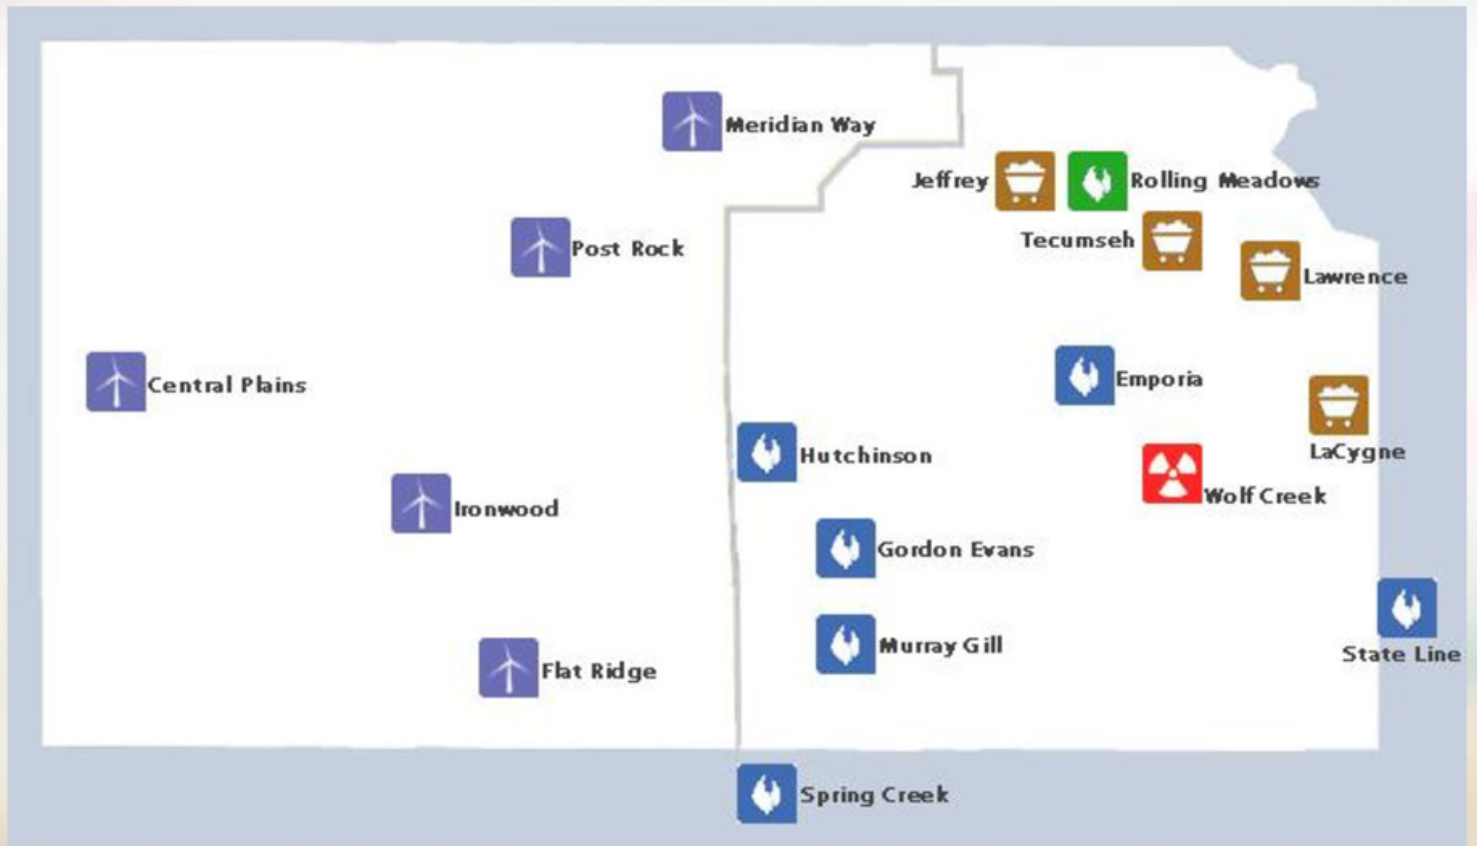 Meridian Way
Jeffrey
Rolling Meadows
Tecumseh
Post Rock
Lawrence
Emporia
Central Plains
LaCygne
Hutchinson
Wolf Creek
Ironwood
Gordon Evans
Murray Gill
State Line
Flat Ridge
Spring Creek